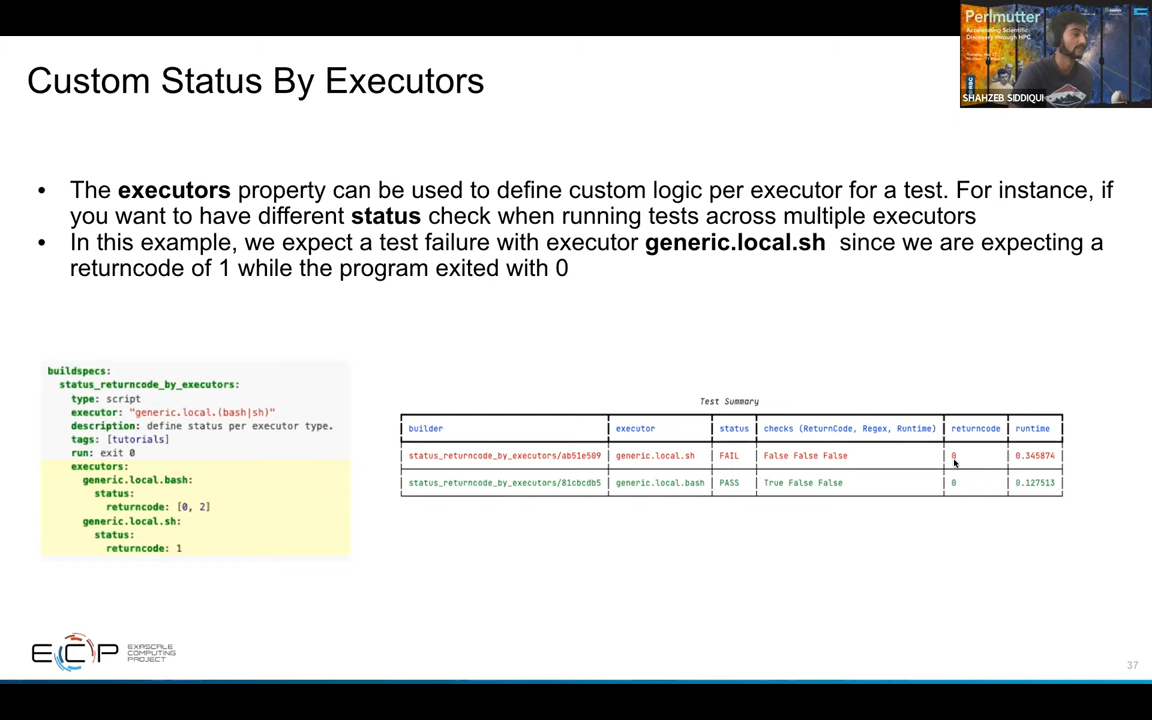 Perlmutter
Accelerating Scientific
Discovery through HPC
SHAHZEB SIDDIQUI
Custom Status By Executors
• The executors property can be used to define custom logic per executor for a test. For instance, if
you want to have different status check when running tests across multiple executors
• In this example, we expect a test failure with executor generic.local.sh since we are expecting a
returncode of 1 while the program exited with 0
buildspecs:
status_returncode_by_executors:
type: script
executor: "generic.local.(bash|sh)"
description: define status per executor type.
tags: [tutorials]
run: exit 0
executors:
generic.local.bash:
status:
returncode: [0, 2]
generic.local.sh:
status:
returncode: 1
Test Summary
builder executor status checks (ReturnCode, Regex, Runtime) returncode runtime
status_returncode_by_executors/ab51e509 generic.local.sh FAIL False False False 0 0.345874
status_returncode_by_executors/81cbcdb5 generic.local.bash PASS True False False 0 0.127513
ECP EXASCALE
COMPUTING
PROJECT
37